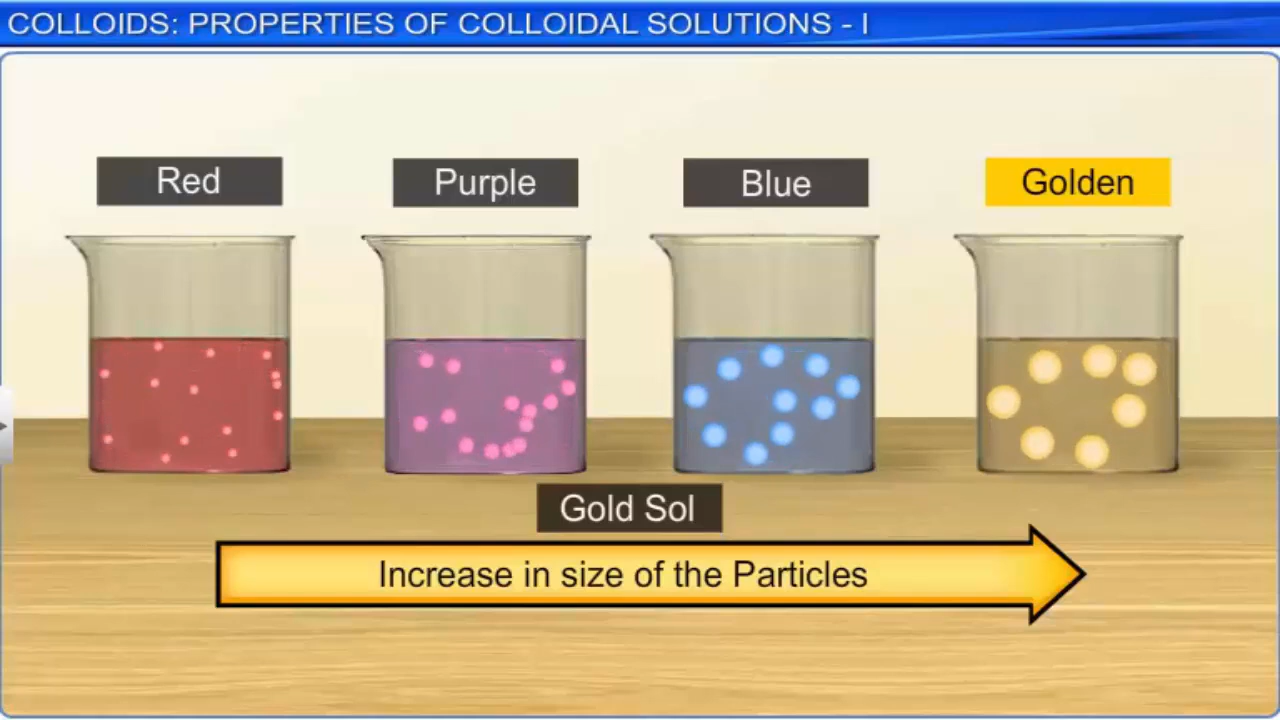 COLLOIDS: PROPERTIES OF COLLOIDAL SOLUTIONS - I
Red
Purple
Blue
Golden
Gold Sol
Increase in size of the Particles